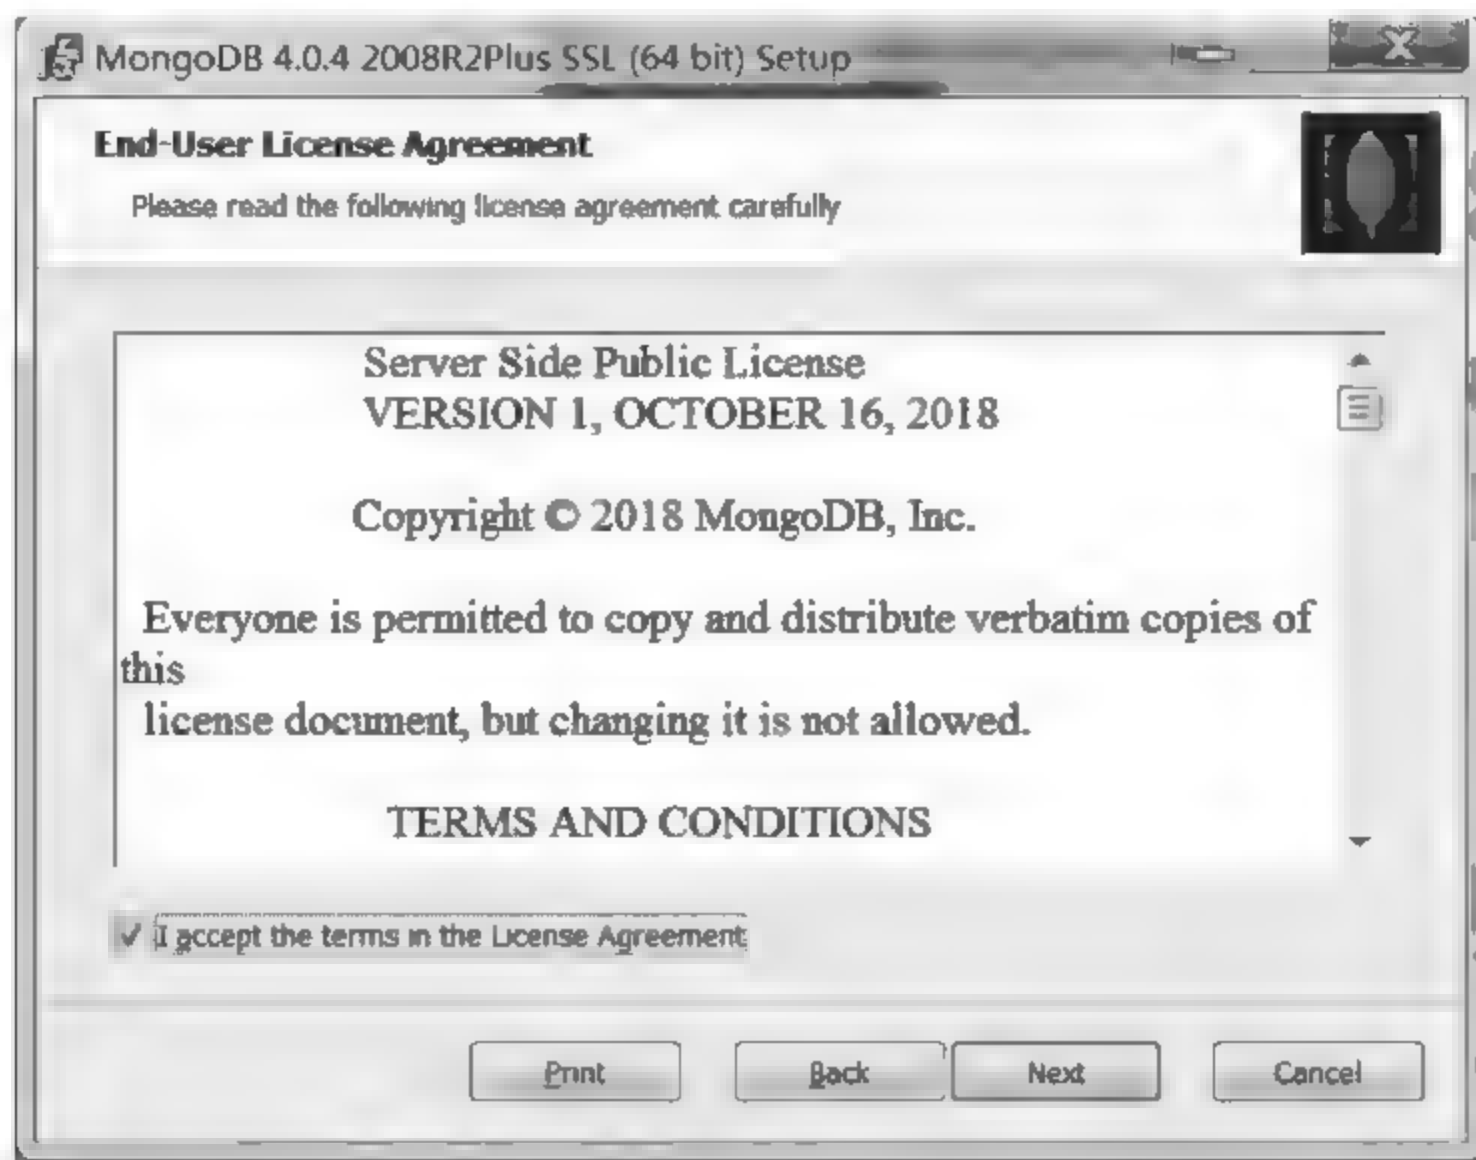 MongoDB 4.0.4 2008R2Plus SSL (64 bit) Setup
End-User License Agreement
Please read the following license agreement carefully
Server Side Public License
VERSION 1, OCTOBER 16, 2018
Copyright © 2018 MongoDB, Inc.
Everyone is permitted to copy and distribute verbatim copies of
this
license document, but changing it is not allowed.
TERMS AND CONDITIONS
I accept the terms in the License Agreement
Print
Back
Next
Cancel